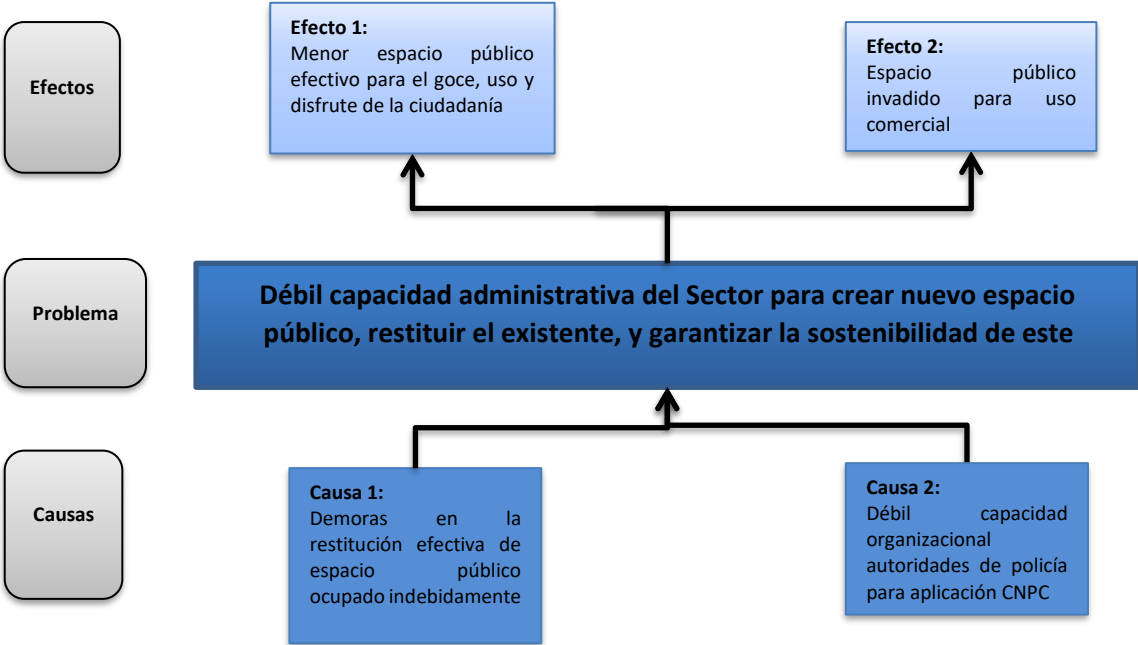 Efectos
Efecto 1:
Menor espacio público
efectivo para el goce, uso y
disfrute de la ciudadanía
Efecto 2:
Espacio público
invadido para uso
comercial
Problema
Débil capacidad administrativa del Sector para crear nuevo espacio
público, restituir el existente, y garantizar la sostenibilidad de este
Causas
Causa 1:
Demoras en la
restitución efectiva de
espacio público
ocupado indebidamente
Causa 2:
Débil capacidad
organizacional
autoridades de policía
para aplicación CNPC